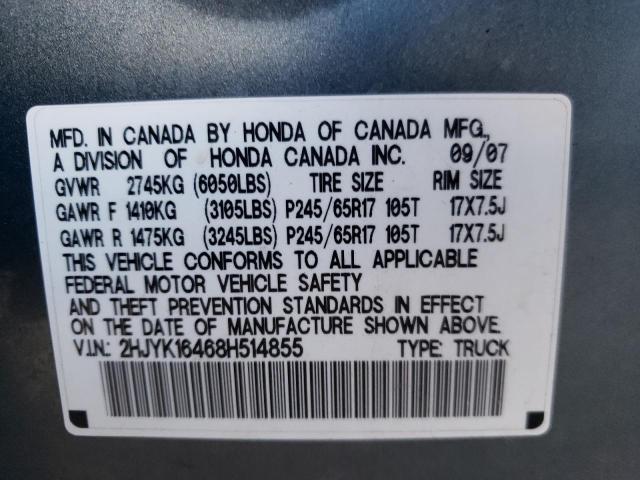 MFD. IN CANADA BY HONDA OF CANADA MFG.,
A DIVISION OF HONDA CANADA INC. 09/07
GVWR 2745KG (6050LBS) TIRE SIZE RIM SIZE
GAWR F 1410KG (3105LBS) P245/65R17 105T 17X7.5J
GAWR R 1475KG (3245LBS) P245/65R17 105T 17X7.5J
THIS VEHICLE CONFORMS TO ALL APPLICABLE
FEDERAL MOTOR VEHICLE SAFETY
AND THEFT PREVENTION STANDARDS IN EFFECT
ON THE DATE OF MANUFACTURE SHOWN ABOVE.
V.I.N.: 2HJYK16468H514855 TYPE: TRUCK